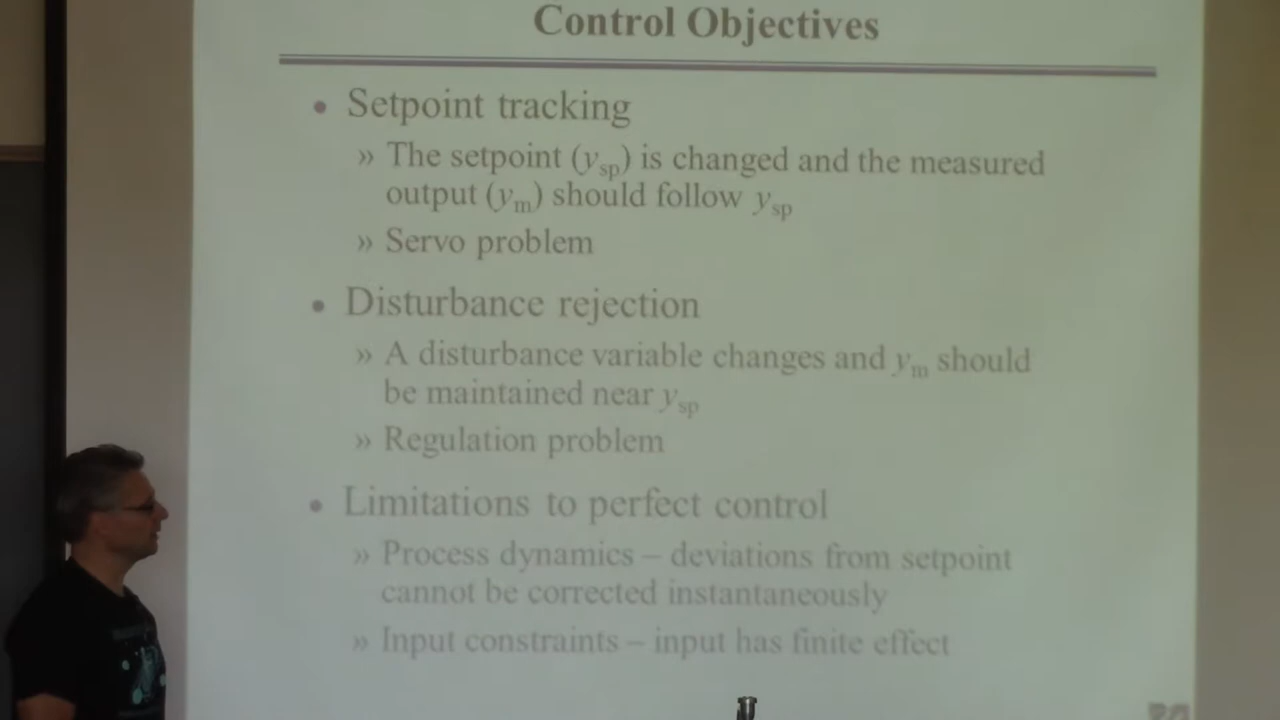 Control Objectives
• Setpoint tracking
» The setpoint (ysp) is changed and the measured
output (ym) should follow ysp
» Servo problem
• Disturbance rejection
» A disturbance variable changes and ym should
be maintained near ysp
» Regulation problem
• Limitations to perfect control
» Process dynamics – deviations from setpoint
cannot be corrected instantaneously
» Input constraints – input has finite effect